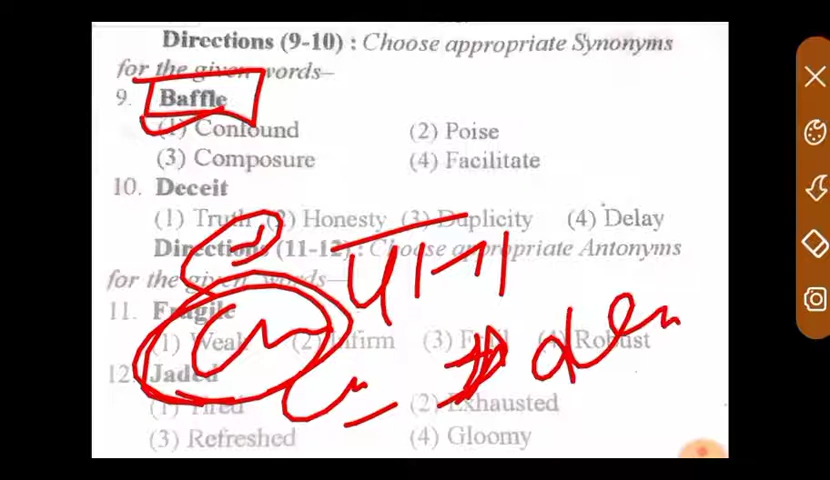 Directions (9-10) : Choose appropriate Synonyms
for the given words–
9. Baffle
(1) Confound (2) Poise
(3) Composure (4) Facilitate
10. Deceit
(1) Truth (2) Honesty (3) Duplicity (4) Delay
Directions (11-12) : Choose appropriate Antonyms
for the given words–
11. Fragile
(1) Weak (2) Infirm (3) (4) Robust
12. Jaded
(1) Tired (2) Exhausted
(3) Refreshed (4) Gloomy